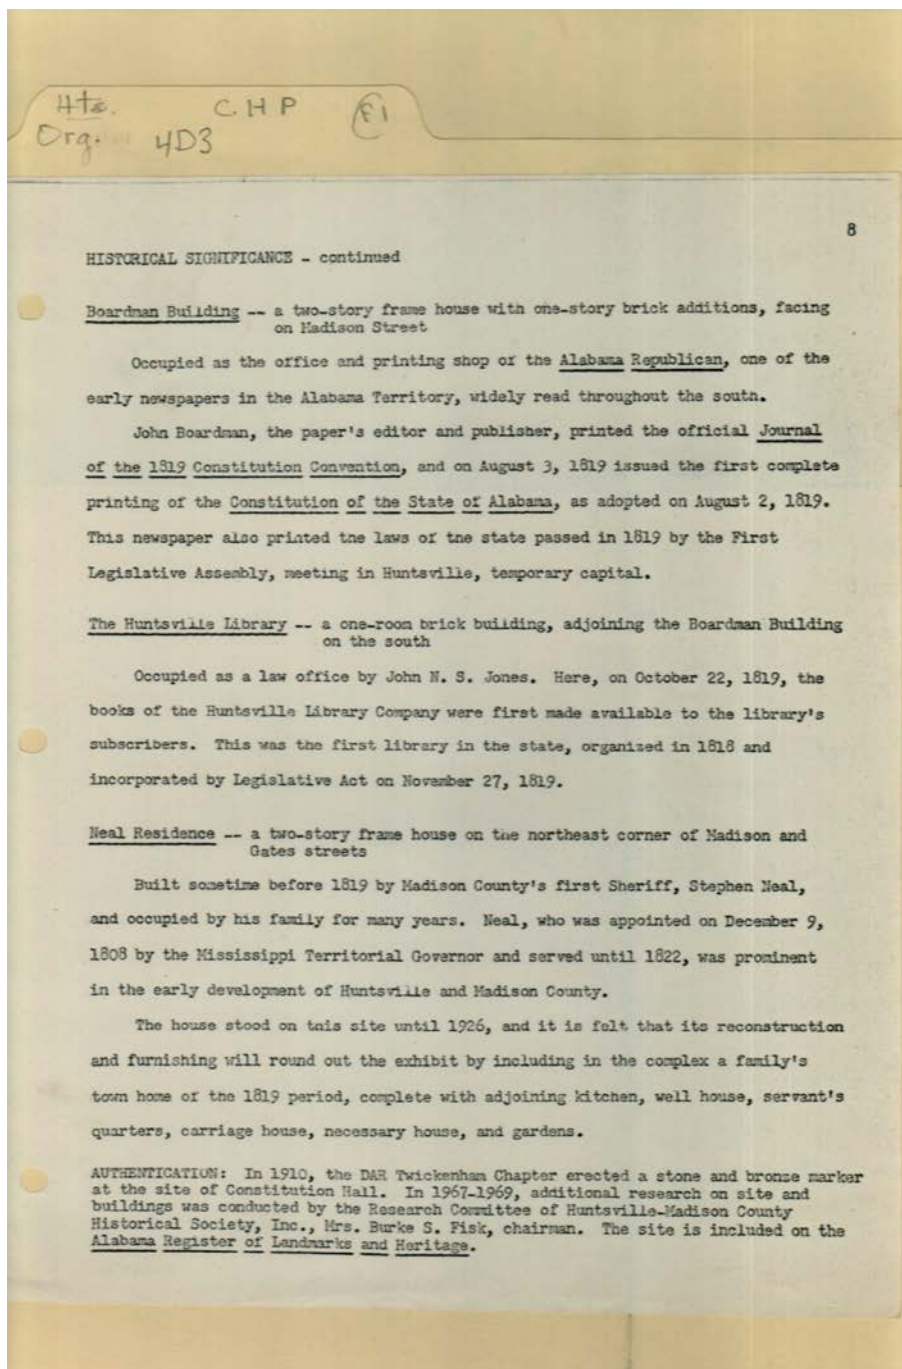 Hts. CHP F1
Org. 4D3
8
HISTORICAL SIGNIFICANCE - continued
Boardman Building -- a two-story frame house with one-story brick additions, facing
on Madison Street
Occupied as the office and printing shop of the Alabama Republican, one of the
early newspapers in the Alabama Territory, widely read throughout the south.
John Boardman, the paper's editor and publisher, printed the official Journal
of the 1819 Constitution Convention, and on August 3, 1819 issued the first complete
printing of the Constitution of the State of Alabama, as adopted on August 2, 1819.
This newspaper also printed the laws of the state passed in 1819 by the First
Legislative Assembly, meeting in Huntsville, temporary capital.
The Huntsville Library -- a one-room brick building, adjoining the Boardman Building
on the south
Occupied as a law office by John N. S. Jones. Here, on October 22, 1819, the
books of the Huntsville Library Company were first made available to the library's
subscribers. This was the first library in the state, organized in 1818 and
incorporated by Legislative Act on November 27, 1819.
Neal Residence -- a two-story frame house on the northeast corner of Madison and
Gates streets
Built sometime before 1819 by Madison County's first Sheriff, Stephen Neal,
and occupied by his family for many years. Neal, who was appointed on December 9,
1808 by the Mississippi Territorial Governor and served until 1822, was prominent
in the early development of Huntsville and Madison County.
The house stood on this site until 1926, and it is felt that its reconstruction
and furnishing will round out the exhibit by including in the complex a family's
town home of the 1819 period, complete with adjoining kitchen, well house, servant's
quarters, carriage house, necessary house, and gardens.
AUTHENTICATION: In 1910, the DAR Twickenham Chapter erected a stone and bronze marker
at the site of Constitution Hall. In 1967-1969, additional research on site and
buildings was conducted by the Research Committee of Huntsville-Madison County
Historical Society, Inc., Mrs. Burke S. Fisk, chairman. The site is included on the
Alabama Register of Landmarks and Heritage.